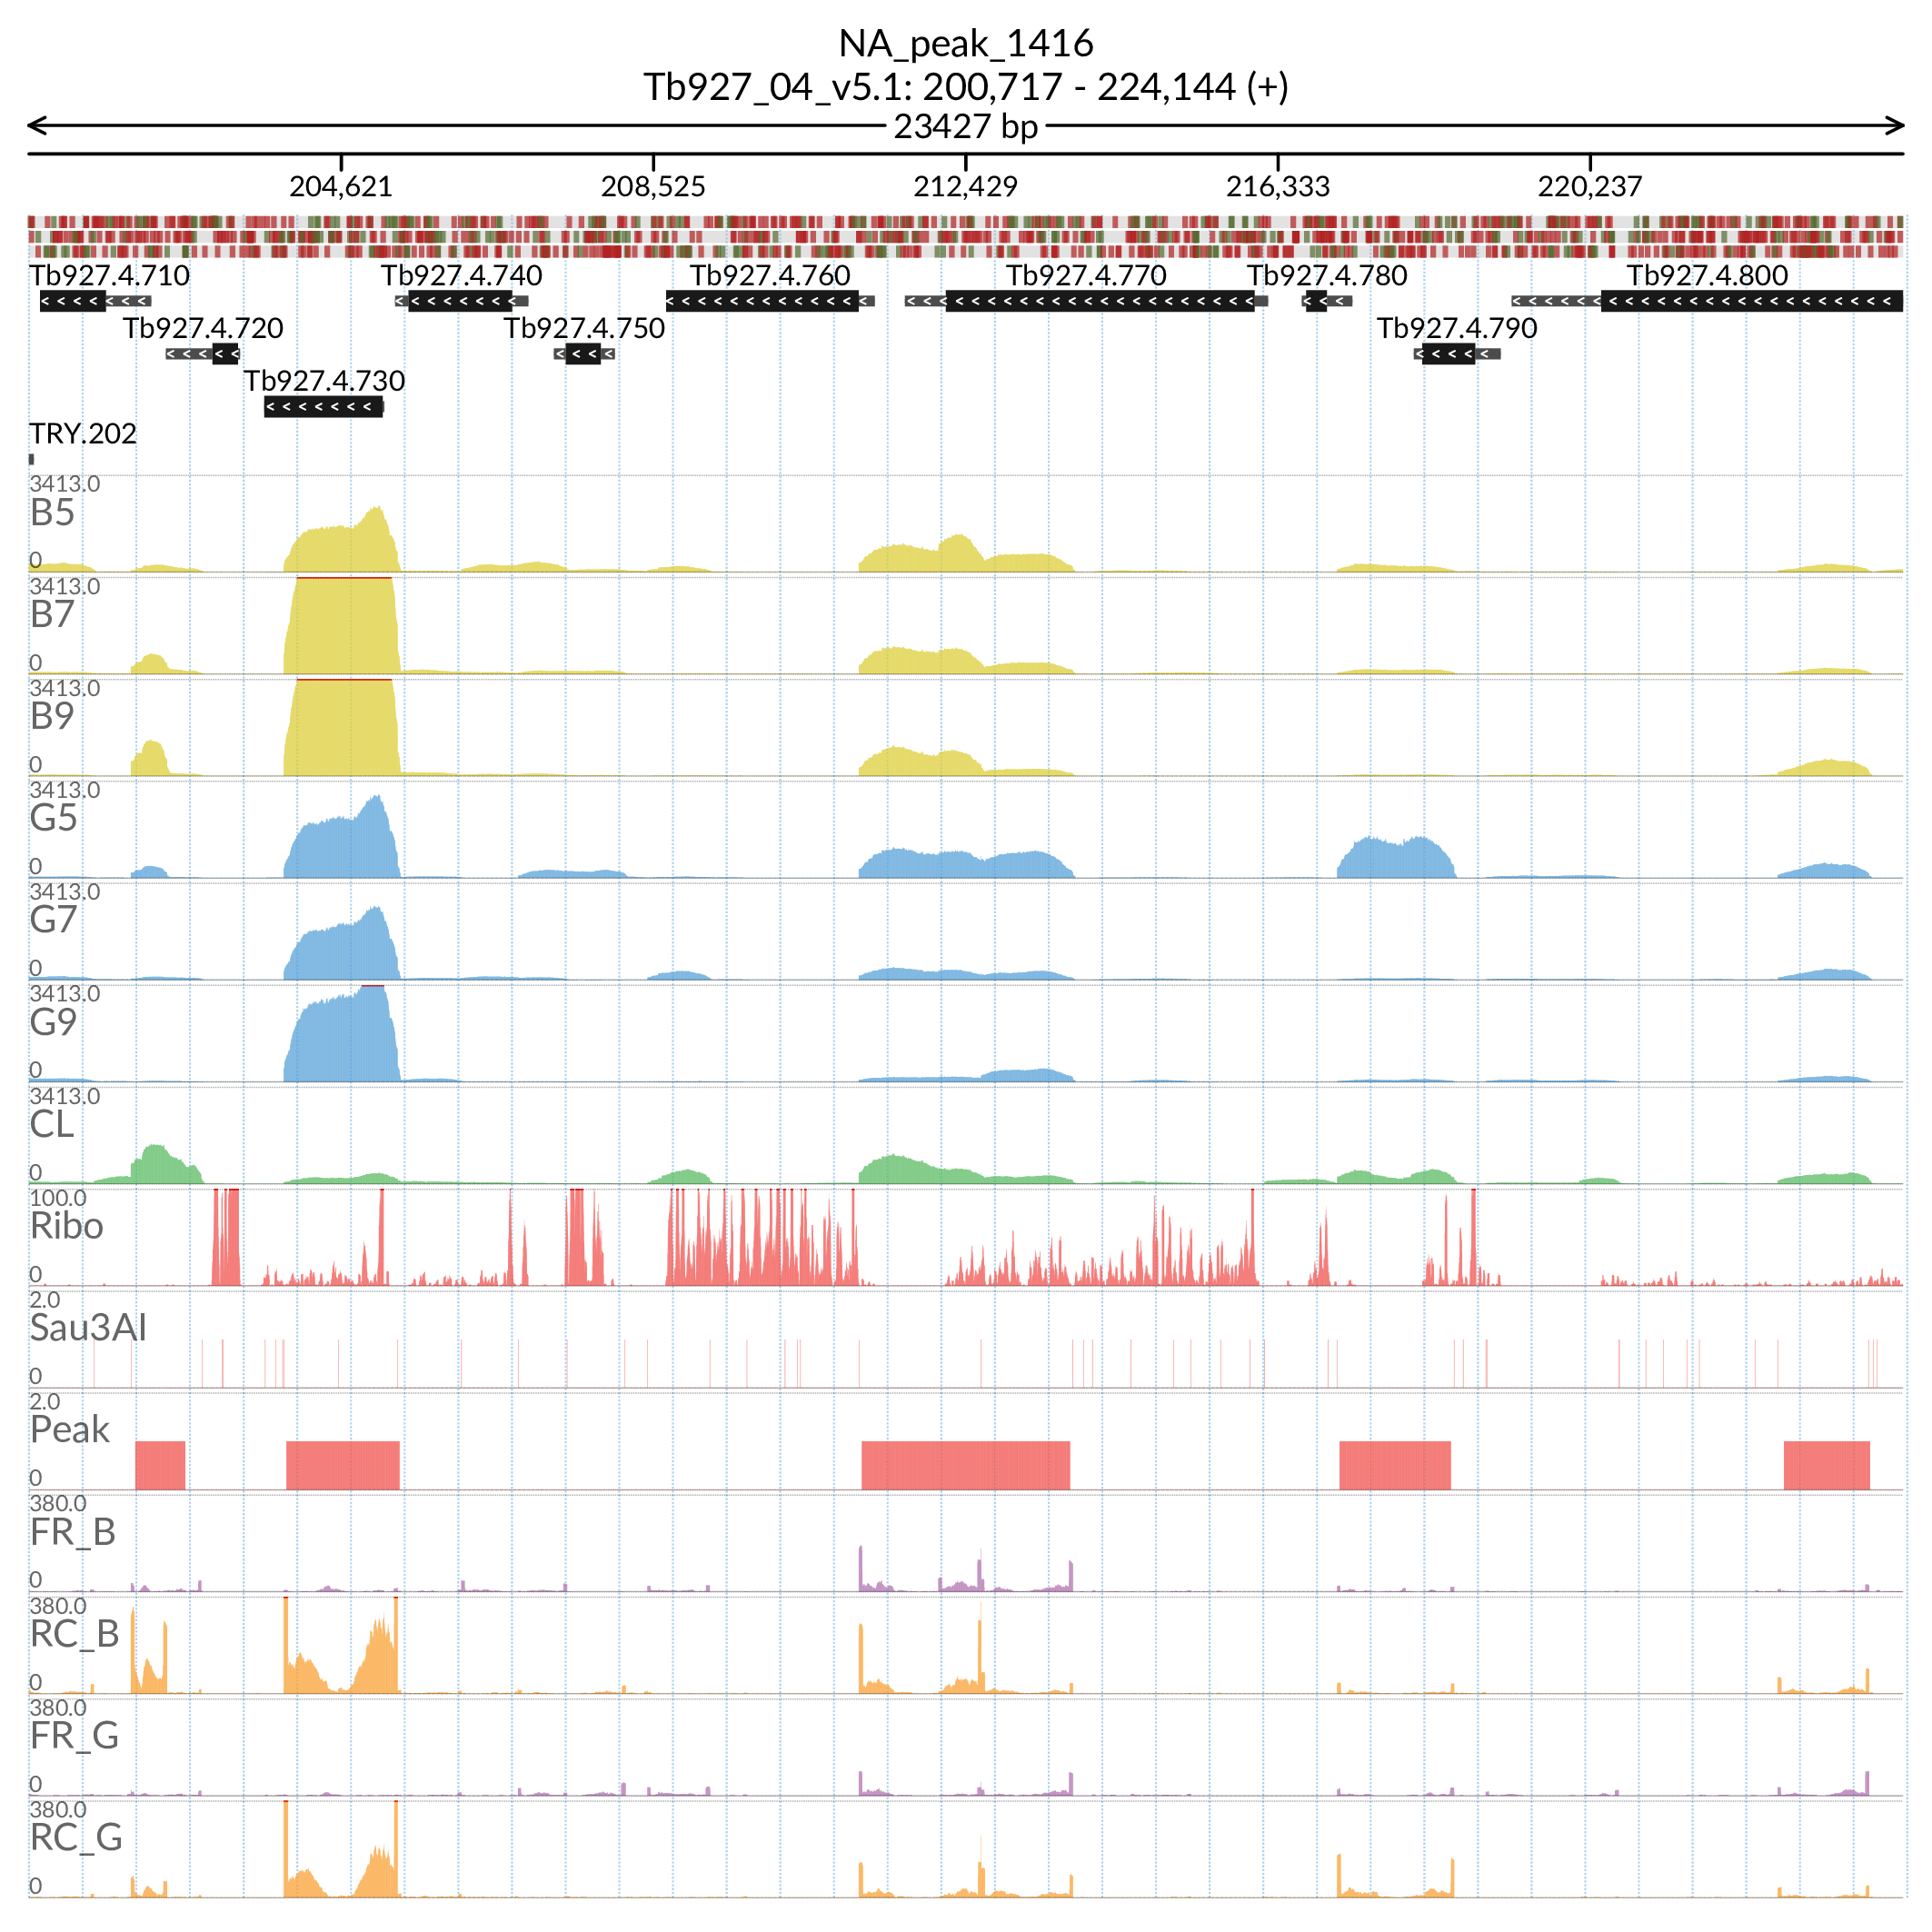 NA_peak_1416
Tb927_04_v5.1: 200,717 - 224,144 (+)
23427 bp
204,621 208,525 212,429 216,333 220,237
Tb927.4.710 Tb927.4.740 Tb927.4.760 Tb927.4.770 Tb927.4.780 Tb927.4.800
Tb927.4.720 Tb927.4.750 Tb927.4.790
Tb927.4.730
TRY.202
3413.0
B5
0
3413.0
B7
0
3413.0
B9
0
3413.0
G5
0
3413.0
G7
0
3413.0
G9
0
3413.0
CL
0
100.0
Ribo
0
2.0
Sau3AI
0
2.0
Peak
0
380.0
FR_B
0
380.0
RC_B
0
380.0
FR_G
0
380.0
RC_G
0